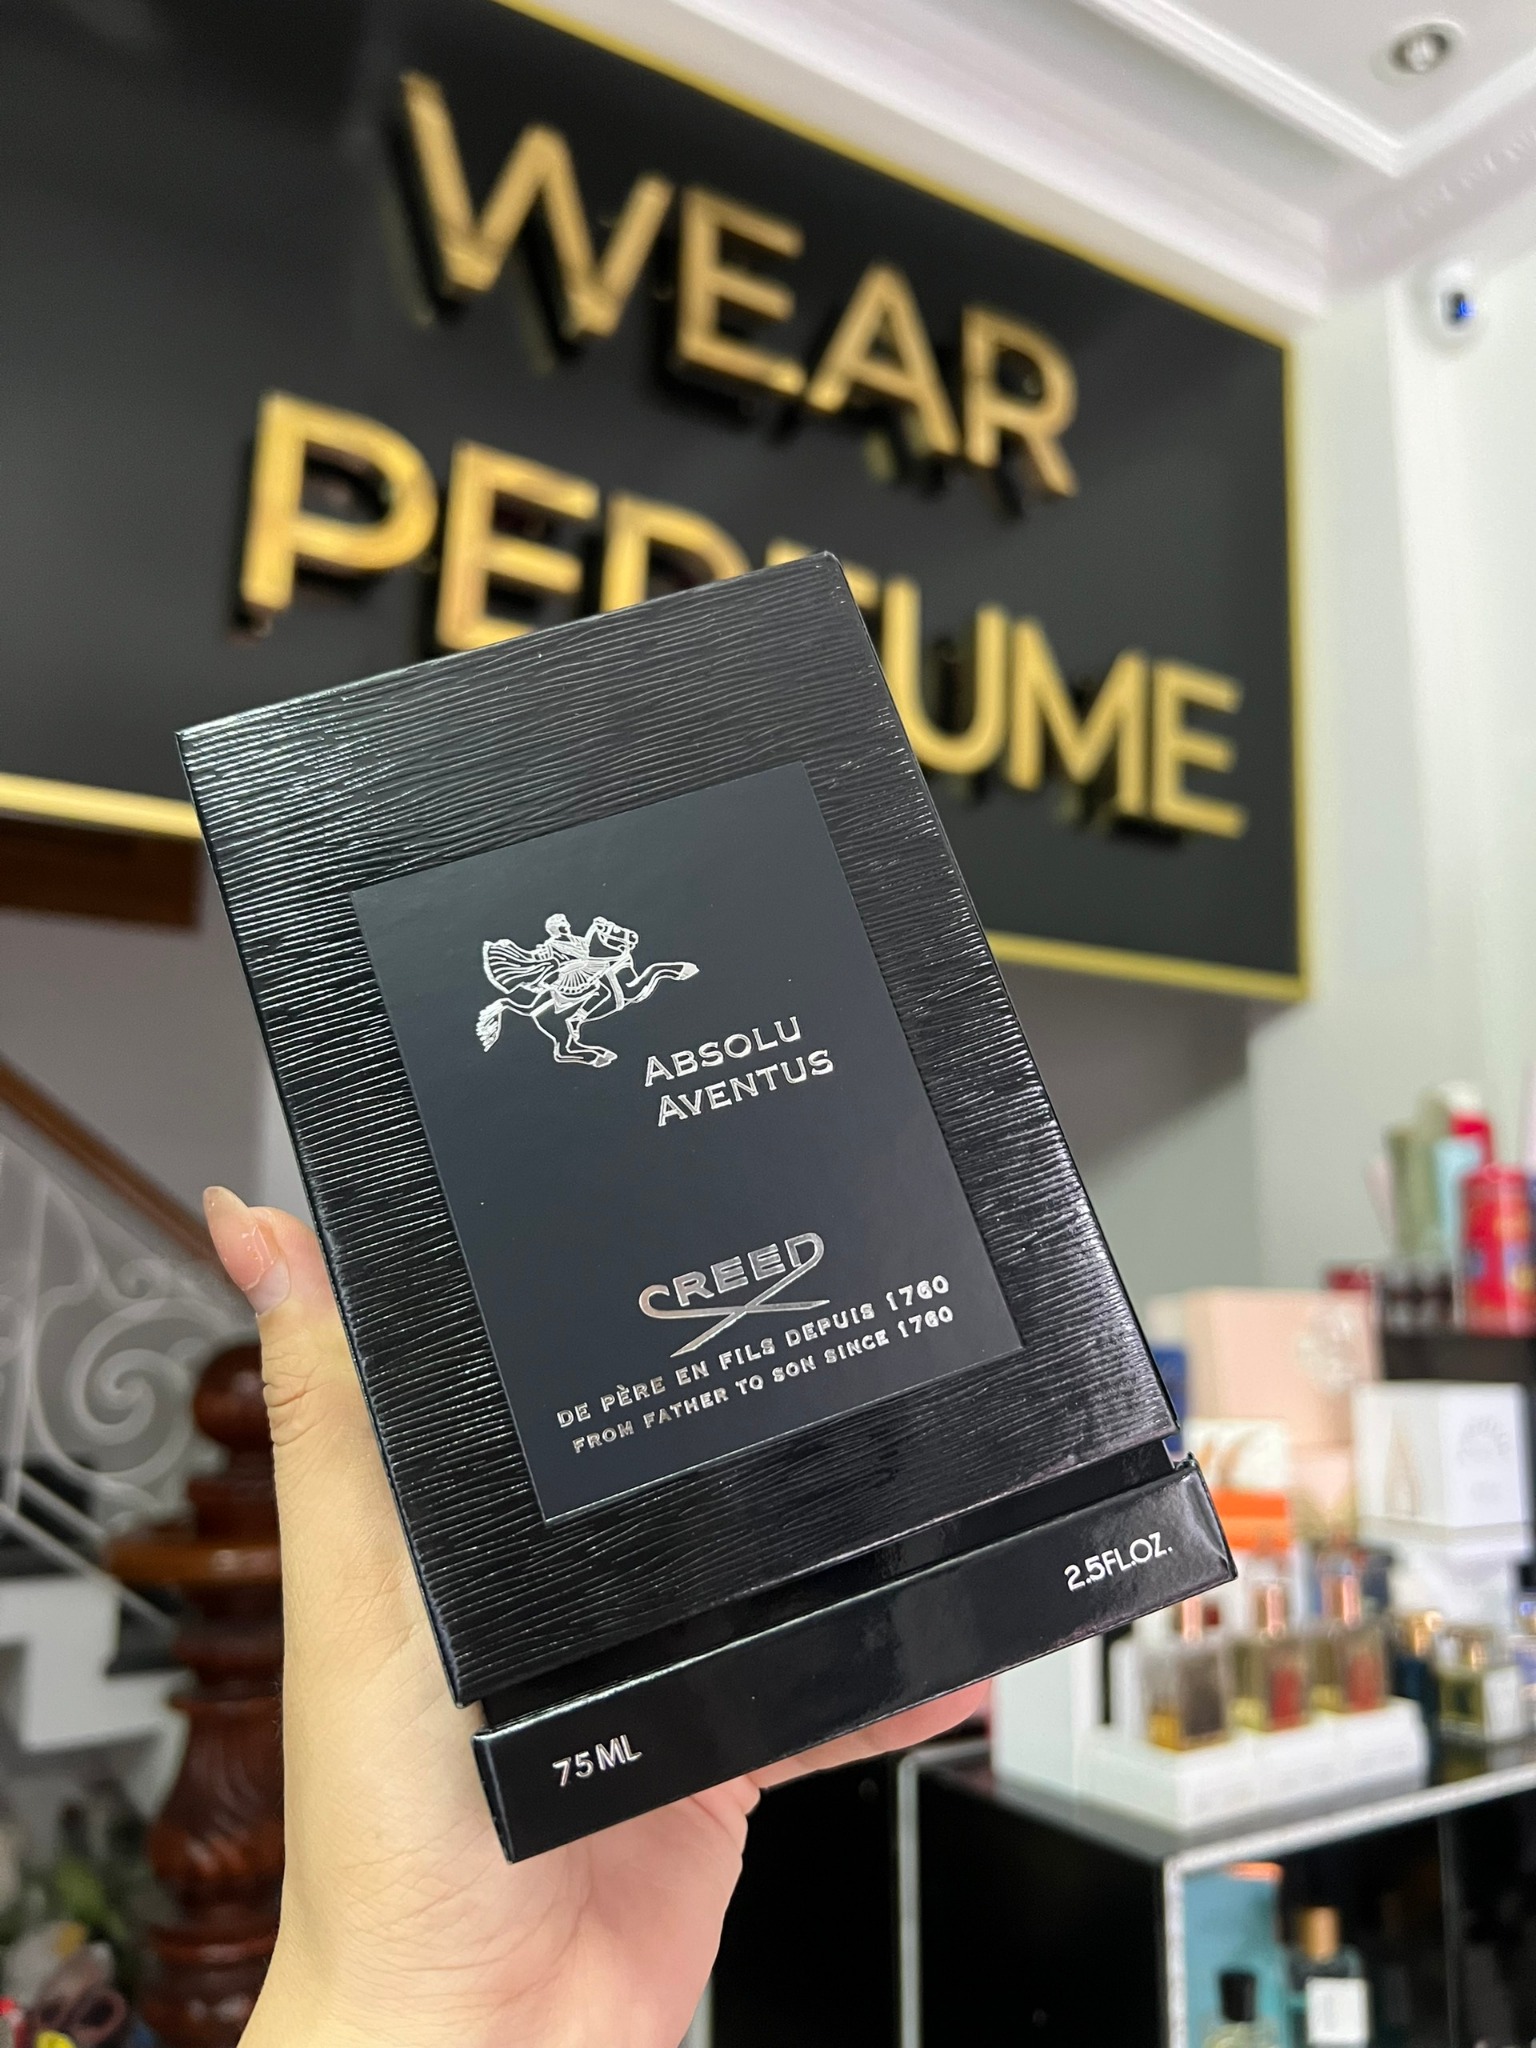 WEAR
PERFUME
ABSOLU
AVENTUS
CREED
DE PÈRE EN FILS DEPUIS 1760
FROM FATHER TO SON SINCE 1760
75ML
2.5FL.OZ.